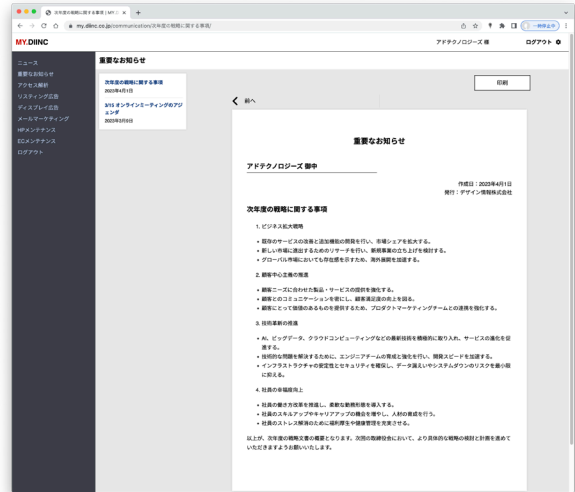 次年度の戦略に関する事項 | MY.D
my.diinc.co.jp/communication/次年度の戦略に関する事項/
一時停止中
MY.DIINC
アドテクノロジーズ 様
ログアウト
ニュース
重要なお知らせ
アクセス解析
リスティング広告
ディスプレイ広告
メールマーケティング
HPメンテナンス
ECメンテナンス
ログアウト
重要なお知らせ
次年度の戦略に関する事項
2023年4月1日
3/15 オンラインミーティングのアジ
ェンダ
2023年3月0日
印刷
前へ
重要なお知らせ
アドテクノロジーズ 御中
作成日：2023年4月1日
発行：デザイン情報株式会社
次年度の戦略に関する事項
1. ビジネス拡大戦略
• 既存のサービスの改善と追加機能の開発を行い、市場シェアを拡大する。
• 新しい市場に進出するためのリサーチを行い、新規事業の立ち上げを検討する。
• グローバル市場においても存在感を示すため、海外展開を加速する。
2. 顧客中心主義の推進
• 顧客ニーズに合わせた製品・サービスの提供を強化する。
• 顧客とのコミュニケーションを密にし、顧客満足度の向上を図る。
• 顧客にとって価値のあるものを提供するため、プロダクトマーケティングチームとの連携を強化する。
3. 技術革新の推進
• AI、ビッグデータ、クラウドコンピューティングなどの最新技術を積極的に取り入れ、サービスの進化を促
進する。
• 技術的な問題を解決するために、エンジニアチームの育成と強化を行い、開発スピードを加速する。
• インフラストラクチャの安定性とセキュリティを確保し、データ漏えいやシステムダウンのリスクを最小限
に抑える。
4. 社員の幸福度向上
• 社員の働き方改革を推進し、柔軟な勤務形態を導入する。
• 社員のスキルアップやキャリアアップの機会を増やし、人材の育成を行う。
• 社員のストレス解消のために福利厚生や健康管理を充実させる。
以上が、次年度の戦略文書の概要となります。次回の取締役会において、より具体的な戦略の検討と計画を進めて
いただきますようお願いいたします。